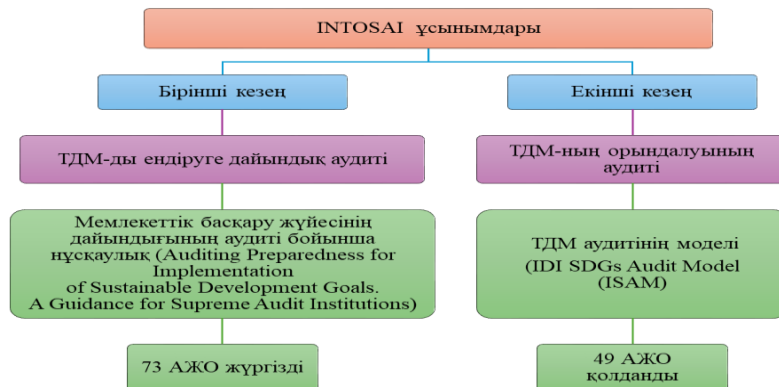 INTOSAI ұсынымдары
Бірінші кезең
Екінші кезең
ТДМ-ды ендіруге дайындық аудиті
ТДМ-ның орындалуының
аудиті
Мемлекеттік басқару жүйесінің
дайындығының аудиті бойынша
нұсқаулық (Auditing Preparedness for
Implementation
of Sustainable Development Goals.
A Guidance for Supreme Audit Institutions)
ТДМ аудитінің моделі
(IDI SDGs Audit Model
(ISAM)
73 АЖО жүргізді
49 АЖО
қолданды